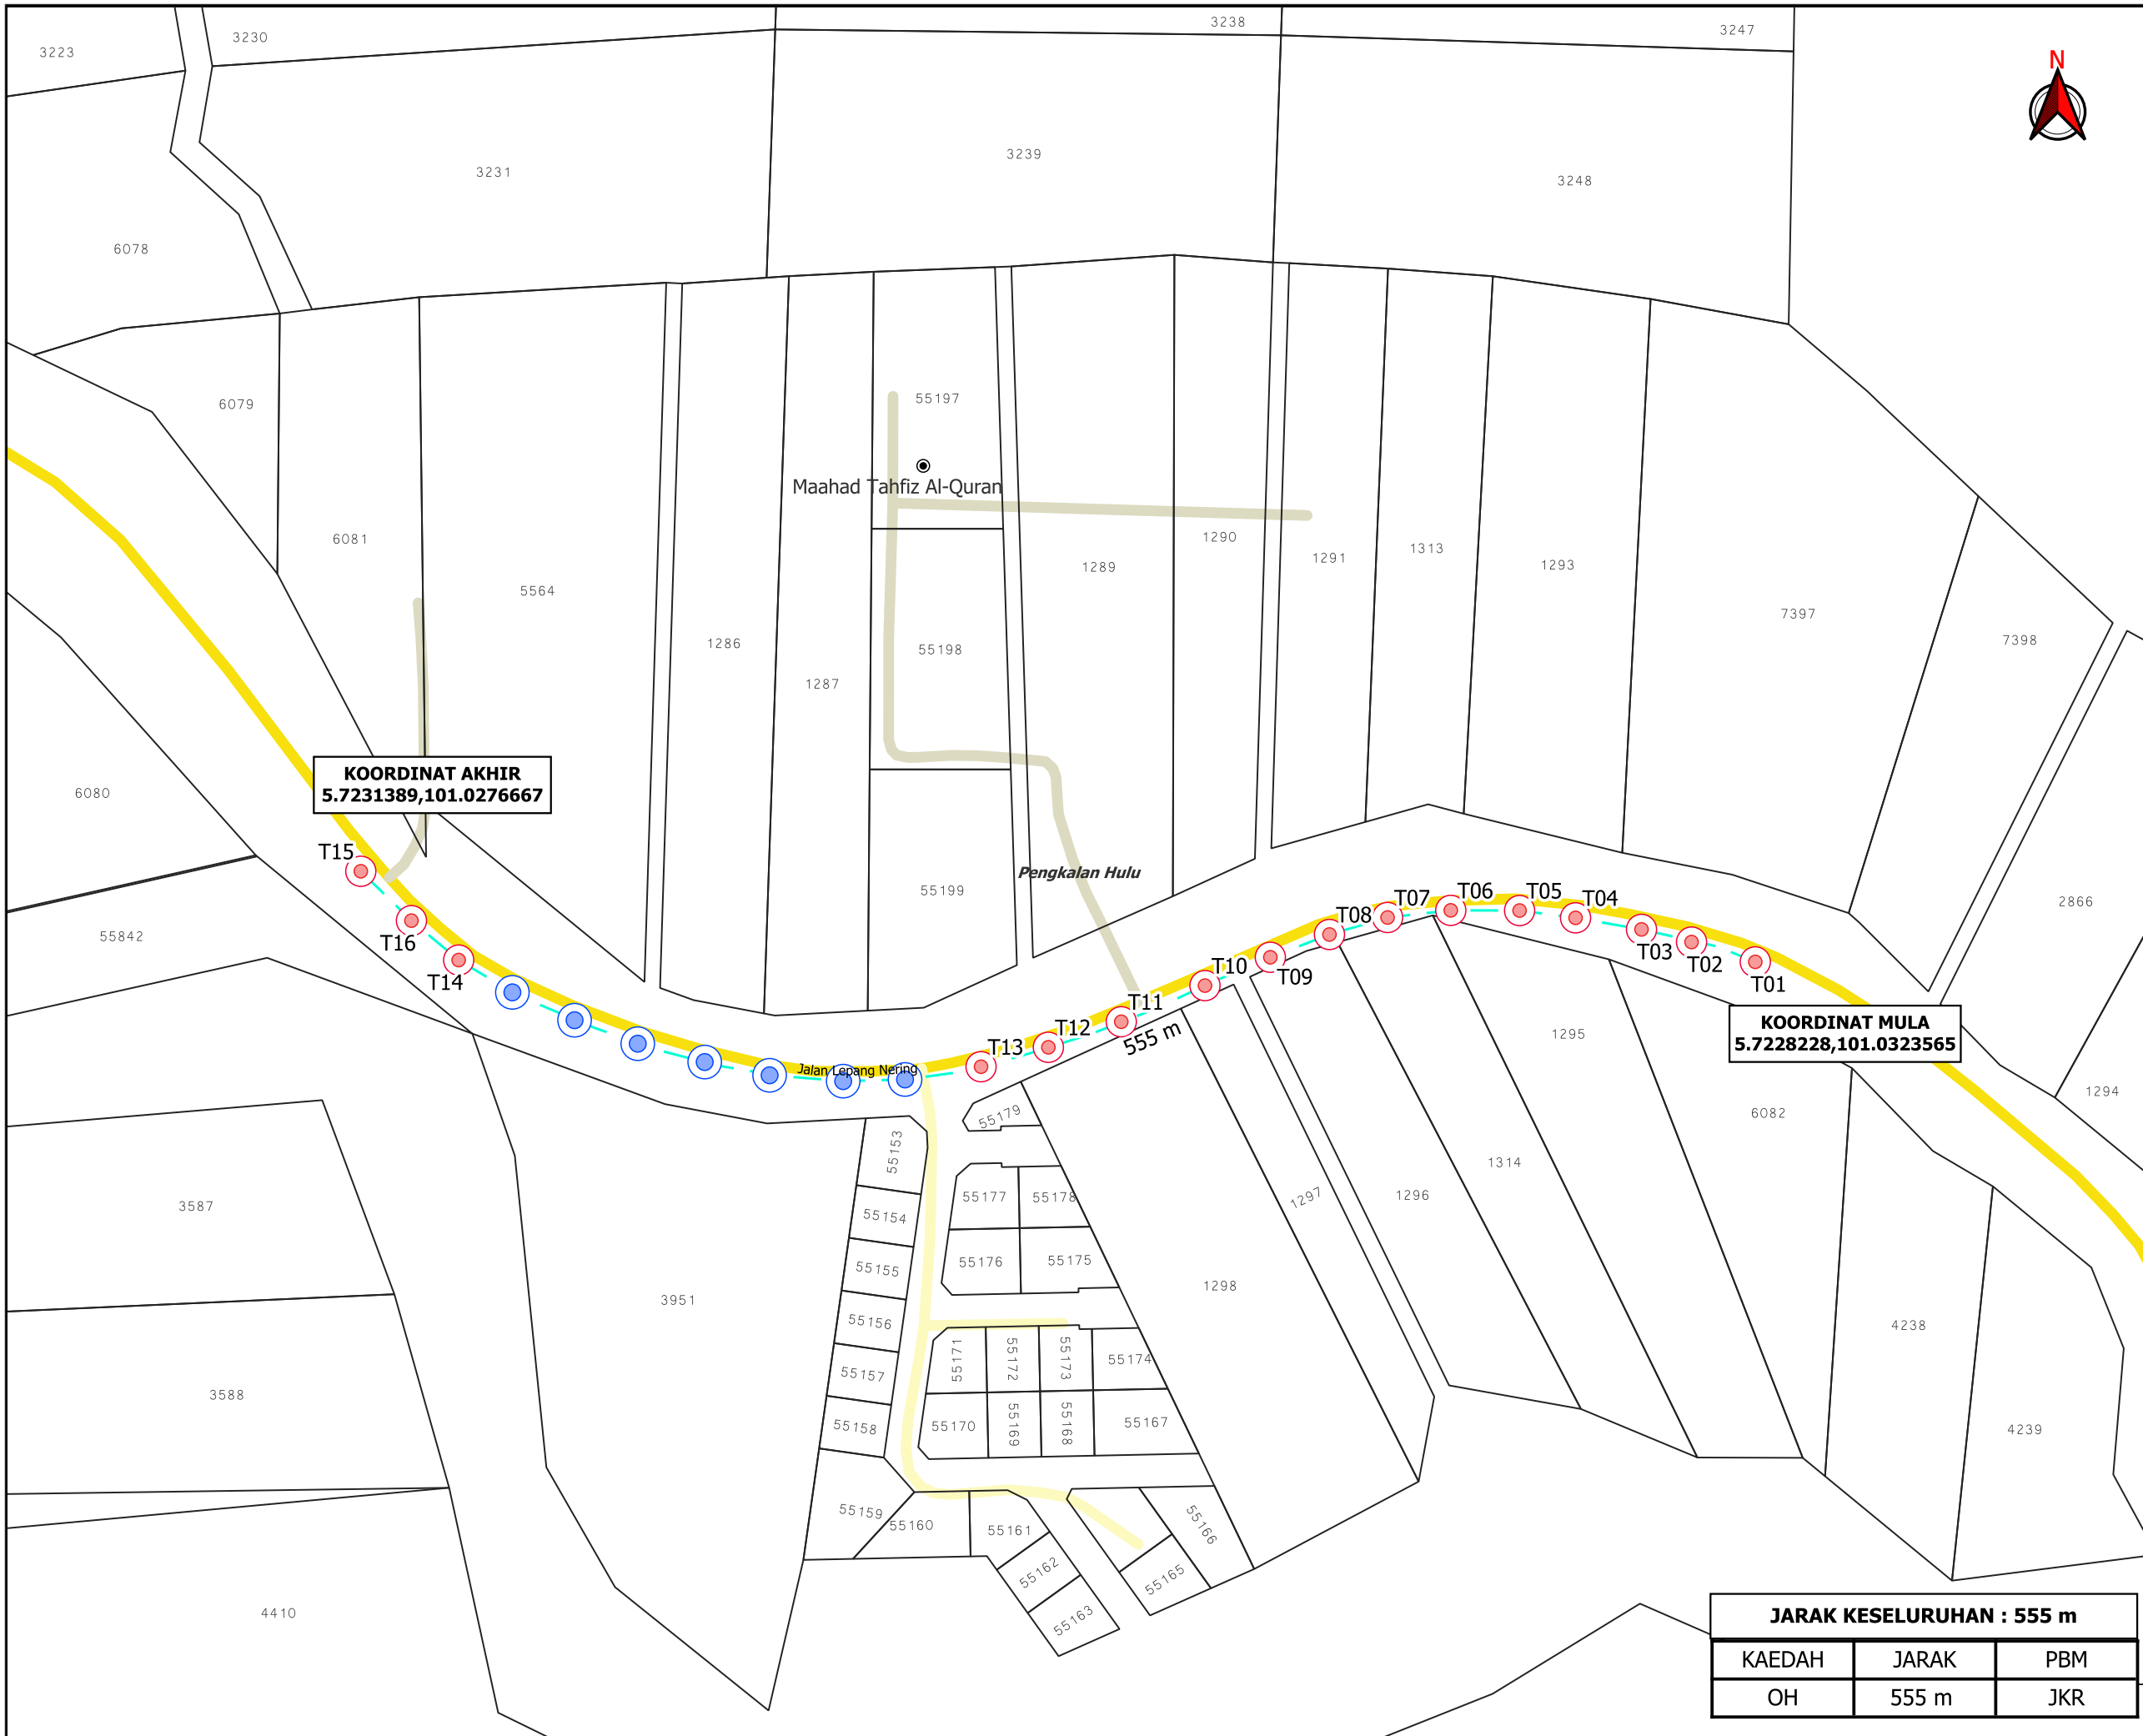 3223
3230
3238
3247
N
3231
3239
3248
6078
6079
55197
Maahad Tahfiz Al-Quran
6081
5564
1286
1287
55198
1289
1290
1291
1313
1293
7397
7398
KOORDINAT AKHIR
5.7231389,101.0276667
6080
T15
T16
T14
55842
55199
Pengkalan Hulu
2866
T13
T12
T11
T10
T09
T08
T07
T06
T05
T04
T03
T02
T01
555 m
Jalan Lepang Nering
KOORDINAT MULA
5.7228228,101.0323565
1295
6082
1294
55179
55153
55177
55178
55154
55176
55175
55155
1297
1296
1314
3587
3951
1298
55156
4238
55171
55172
55173
55174
55157
3588
55158
55170
55169
55168
55167
4239
55159
55160
55161
55166
55162
55165
55163
4410
JARAK KESELURUHAN : 555 m
KAEDAH JARAK PBM
OH 555 m JKR